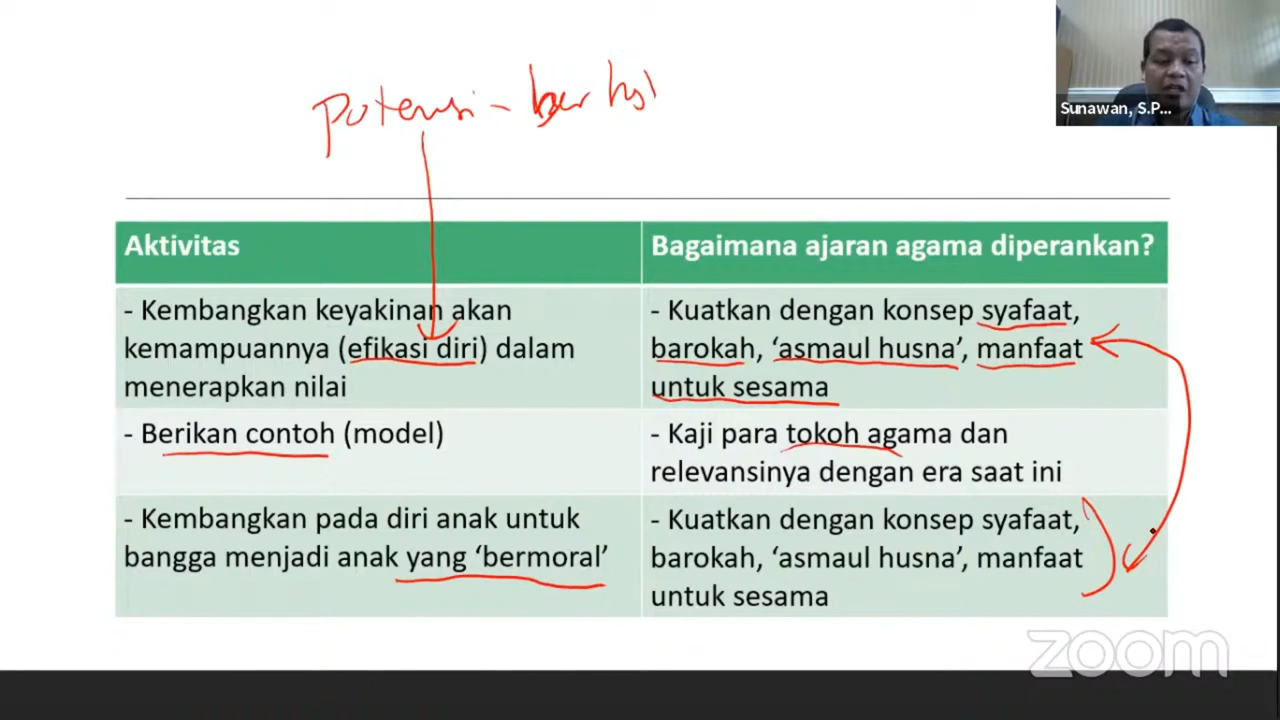 Sunawan, S.P...
Potensi -
Aktivitas
Bagaimana ajaran agama diperankan?
- Kembangkan keyakinan akan
kemampuannya (efikasi diri) dalam
menerapkan nilai
- Kuatkan dengan konsep syafaat,
barokah, ‘asmaul husna’, manfaat
untuk sesama
- Berikan contoh (model)
- Kaji para tokoh agama dan
relevansinya dengan era saat ini
- Kembangkan pada diri anak untuk
bangga menjadi anak yang ‘bermoral’
- Kuatkan dengan konsep syafaat,
barokah, ‘asmaul husna’, manfaat
untuk sesama
zoom